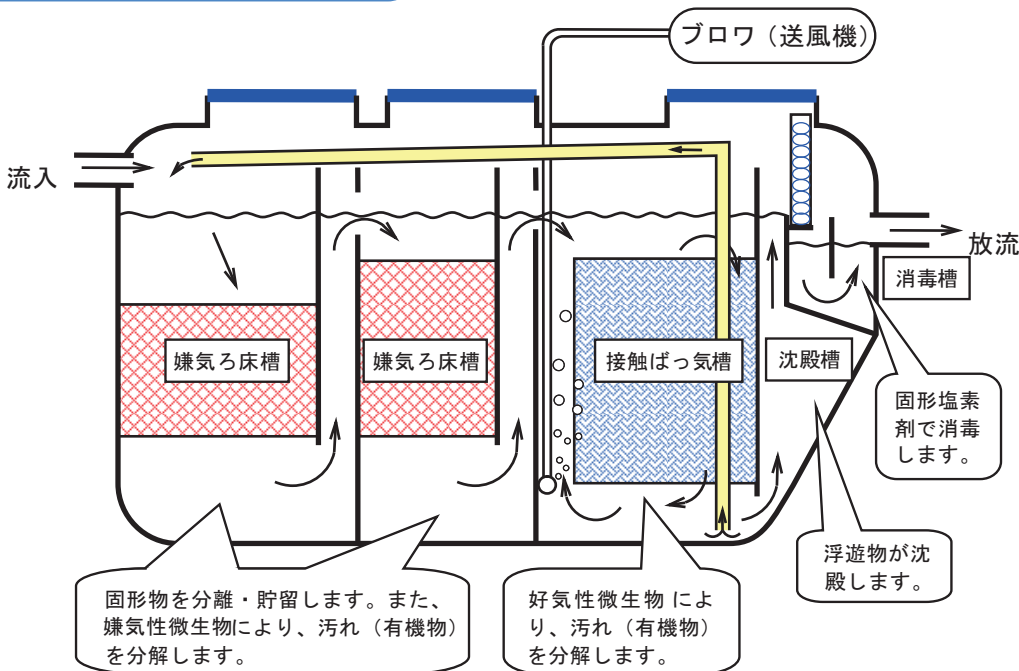 ブロワ（送風機）
流入
放流
消毒槽
嫌気ろ床槽
嫌気ろ床槽
接触ばっ気槽
沈殿槽
固形塩素
剤で消毒
します。
浮遊物が沈
殿します。
固形物を分離・貯留します。また、
嫌気性微生物により、汚れ（有機物）
を分解します。
好気性微生物 によ
り、汚れ（有機物）
を分解します。